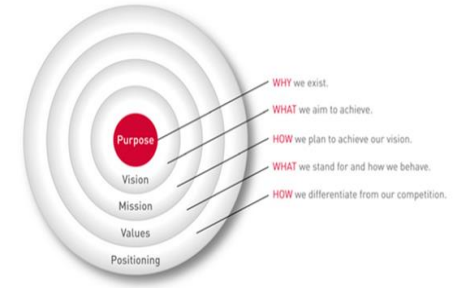 WHY we exist.
WHAT we aim to achieve.
Purpose
HOW we plan to achieve our vision.
WHAT we stand for and how we behave.
Vision
HOW we differentiate from our competition.
Mission
Values
Positioning